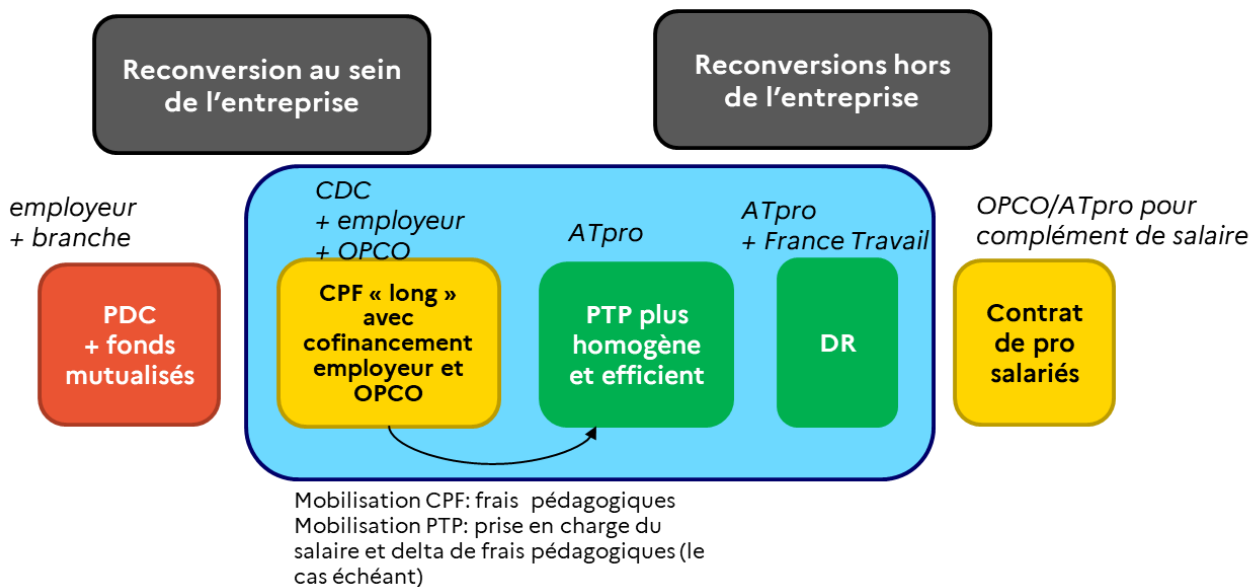 Reconversion au sein
de l'entreprise
Reconversions hors
de l'entreprise
employeur
+ branche
CDC
+ employeur
+ OPCO
ATpro
ATpro
+ France Travail
OPCO/ATpro pour
complément de salaire
PDC
+ fonds
mutualisés
CPF « long »
avec
cofinancement
employeur et
OPCO
PTP plus
homogène
et efficient
DR
Contrat
de pro
salariés
Mobilisation CPF: frais pédagogiques
Mobilisation PTP: prise en charge du
salaire et delta de frais pédagogiques (le
cas échéant)